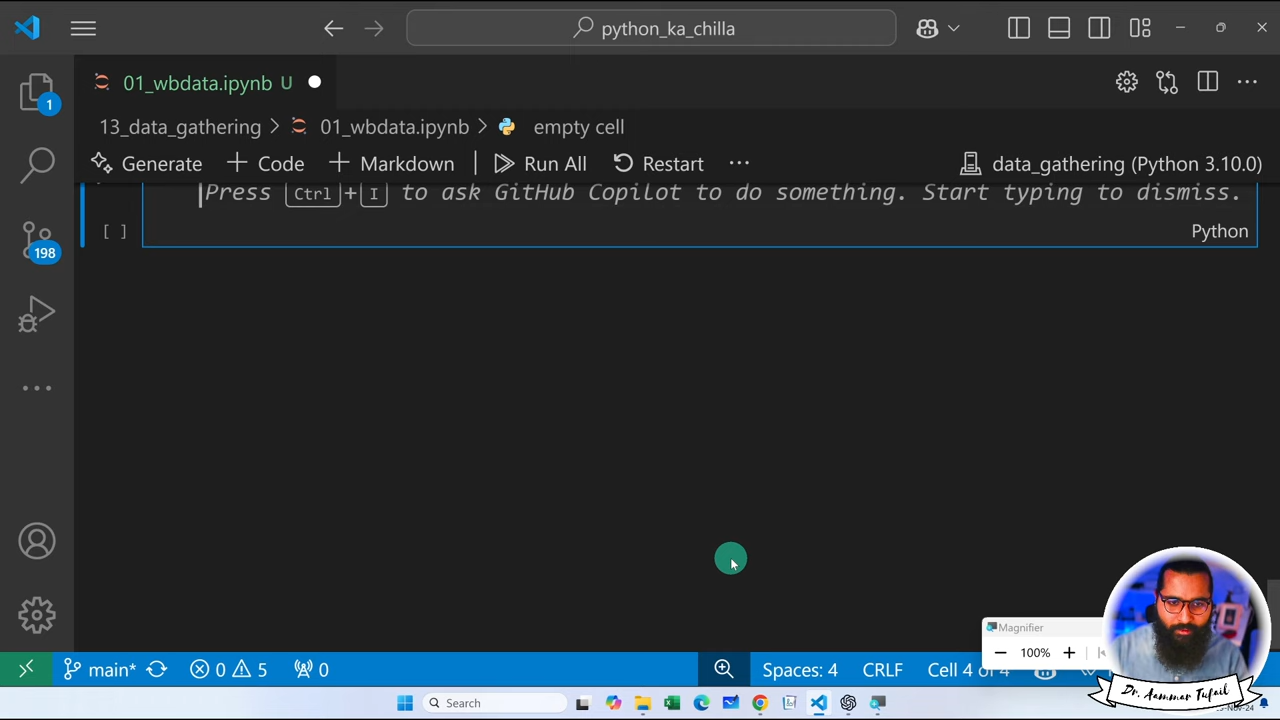 python_ka_chilla
01_wbdata.ipynb U
1
13_data_gathering > 01_wbdata.ipynb > empty cell
Generate + Code + Markdown | Run All Restart ... data_gathering (Python 3.10.0)
Press Ctrl+I to ask GitHub Copilot to do something. Start typing to dismiss.
[ ] Python
198
Magnifier
100%
main* 0 5 0 Spaces: 4 CRLF Cell 4 of 4
Search
Dr. Aammar Tufail